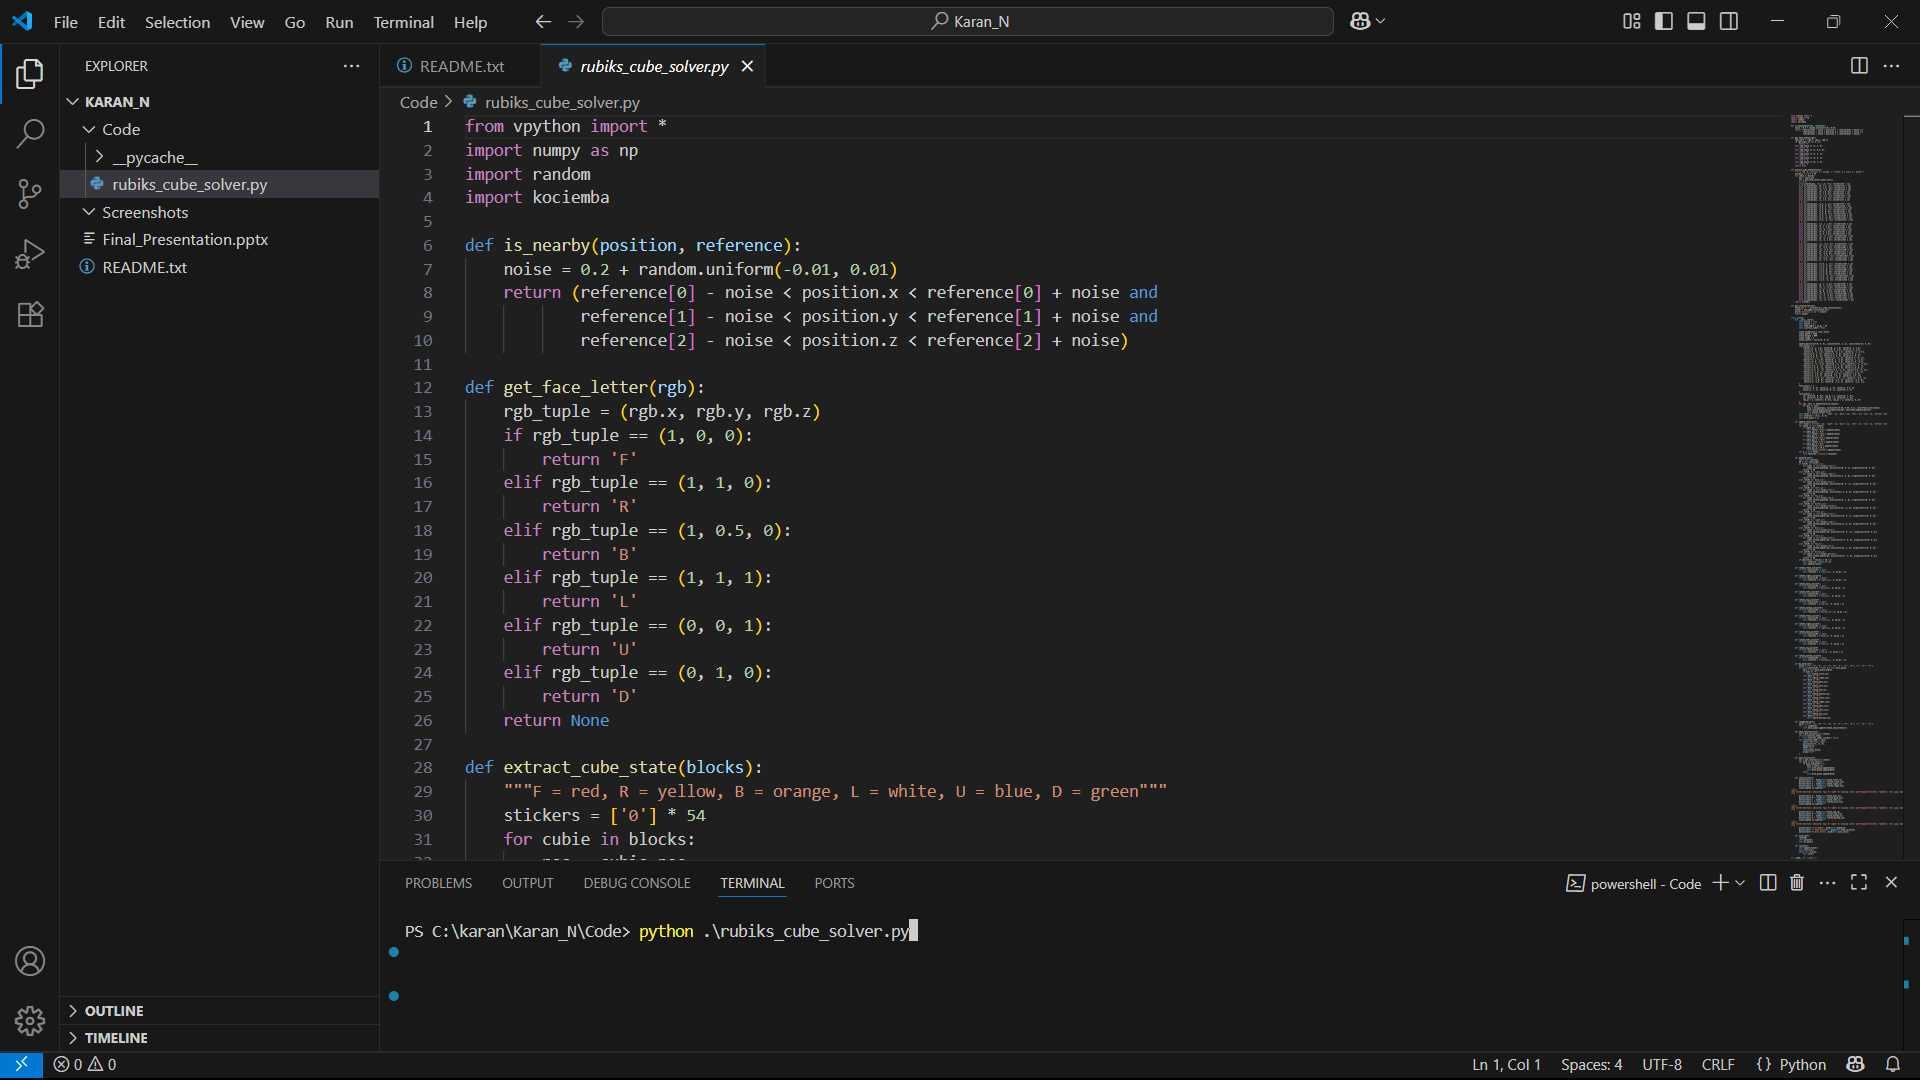 File Edit Selection View Go Run Terminal Help
Karan_N
EXPLORER
KARAN_N
Code
__pycache__
rubiks_cube_solver.py
Screenshots
Final_Presentation.pptx
README.txt
OUTLINE
TIMELINE
README.txt
rubiks_cube_solver.py
Code > rubiks_cube_solver.py
1 from vpython import *
2 import numpy as np
3 import random
4 import kociemba
5
6 def is_nearby(position, reference):
7 noise = 0.2 + random.uniform(-0.01, 0.01)
8 return (reference[0] - noise < position.x < reference[0] + noise and
9 reference[1] - noise < position.y < reference[1] + noise and
10 reference[2] - noise < position.z < reference[2] + noise)
11
12 def get_face_letter(rgb):
13 rgb_tuple = (rgb.x, rgb.y, rgb.z)
14 if rgb_tuple == (1, 0, 0):
15 return 'F'
16 elif rgb_tuple == (1, 1, 0):
17 return 'R'
18 elif rgb_tuple == (1, 0.5, 0):
19 return 'B'
20 elif rgb_tuple == (1, 1, 1):
21 return 'L'
22 elif rgb_tuple == (0, 0, 1):
23 return 'U'
24 elif rgb_tuple == (0, 1, 0):
25 return 'D'
26 return None
27
28 def extract_cube_state(blocks):
29 """F = red, R = yellow, B = orange, L = white, U = blue, D = green"""
30 stickers = ['0'] * 54
31 for cubie in blocks:
PROBLEMS OUTPUT DEBUG CONSOLE TERMINAL PORTS
powershell - Code
PS C:\karan\Karan_N\Code> python .\rubiks_cube_solver.py
0 0
Ln 1, Col 1 Spaces: 4 UTF-8 CRLF {} Python